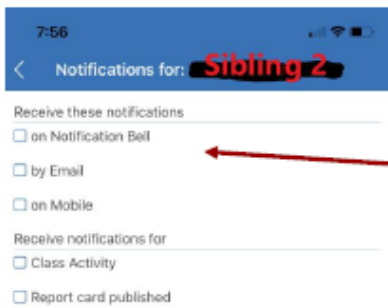 7:56
Notifications for: Sibling 2
Receive these notifications
on Notification Bell
by Email
on Mobile
Receive notifications for
Class Activity
Report card published